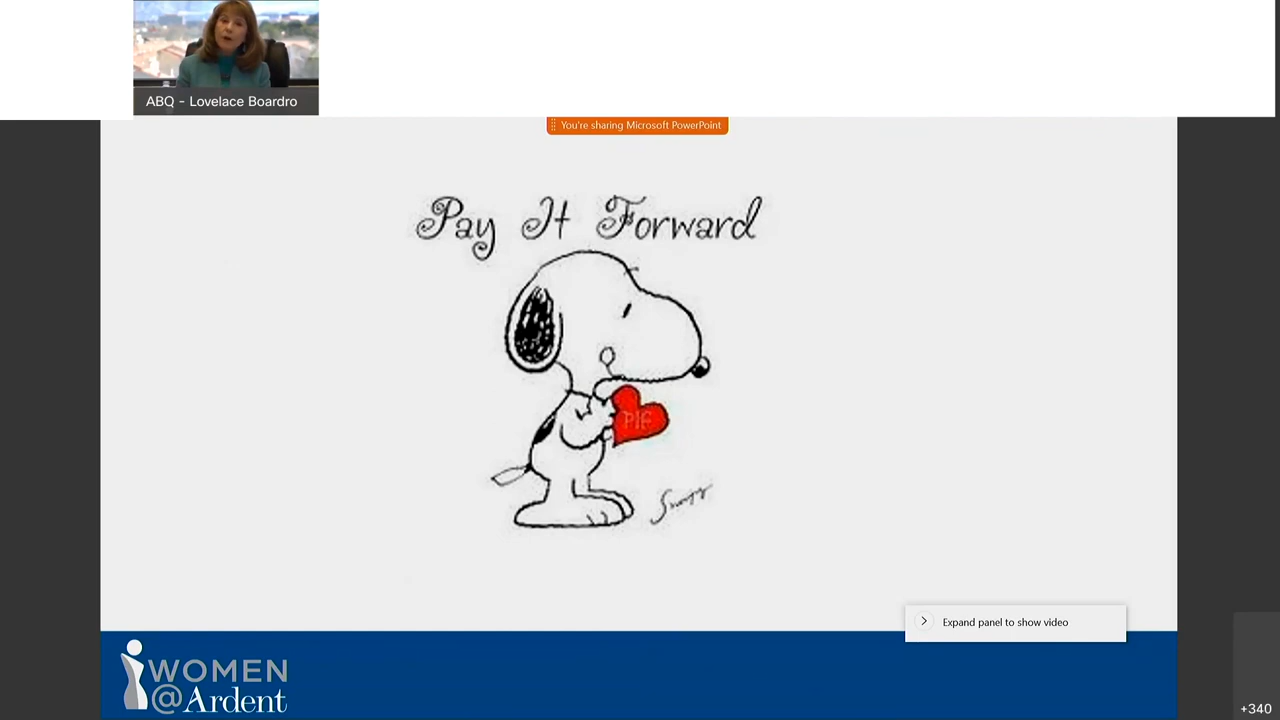 ABQ - Lovelace Boardro
You're sharing Microsoft PowerPoint
Pay It Forward
PIF
Snoopy
Expand panel to show video
WOMEN
@Ardent
+340